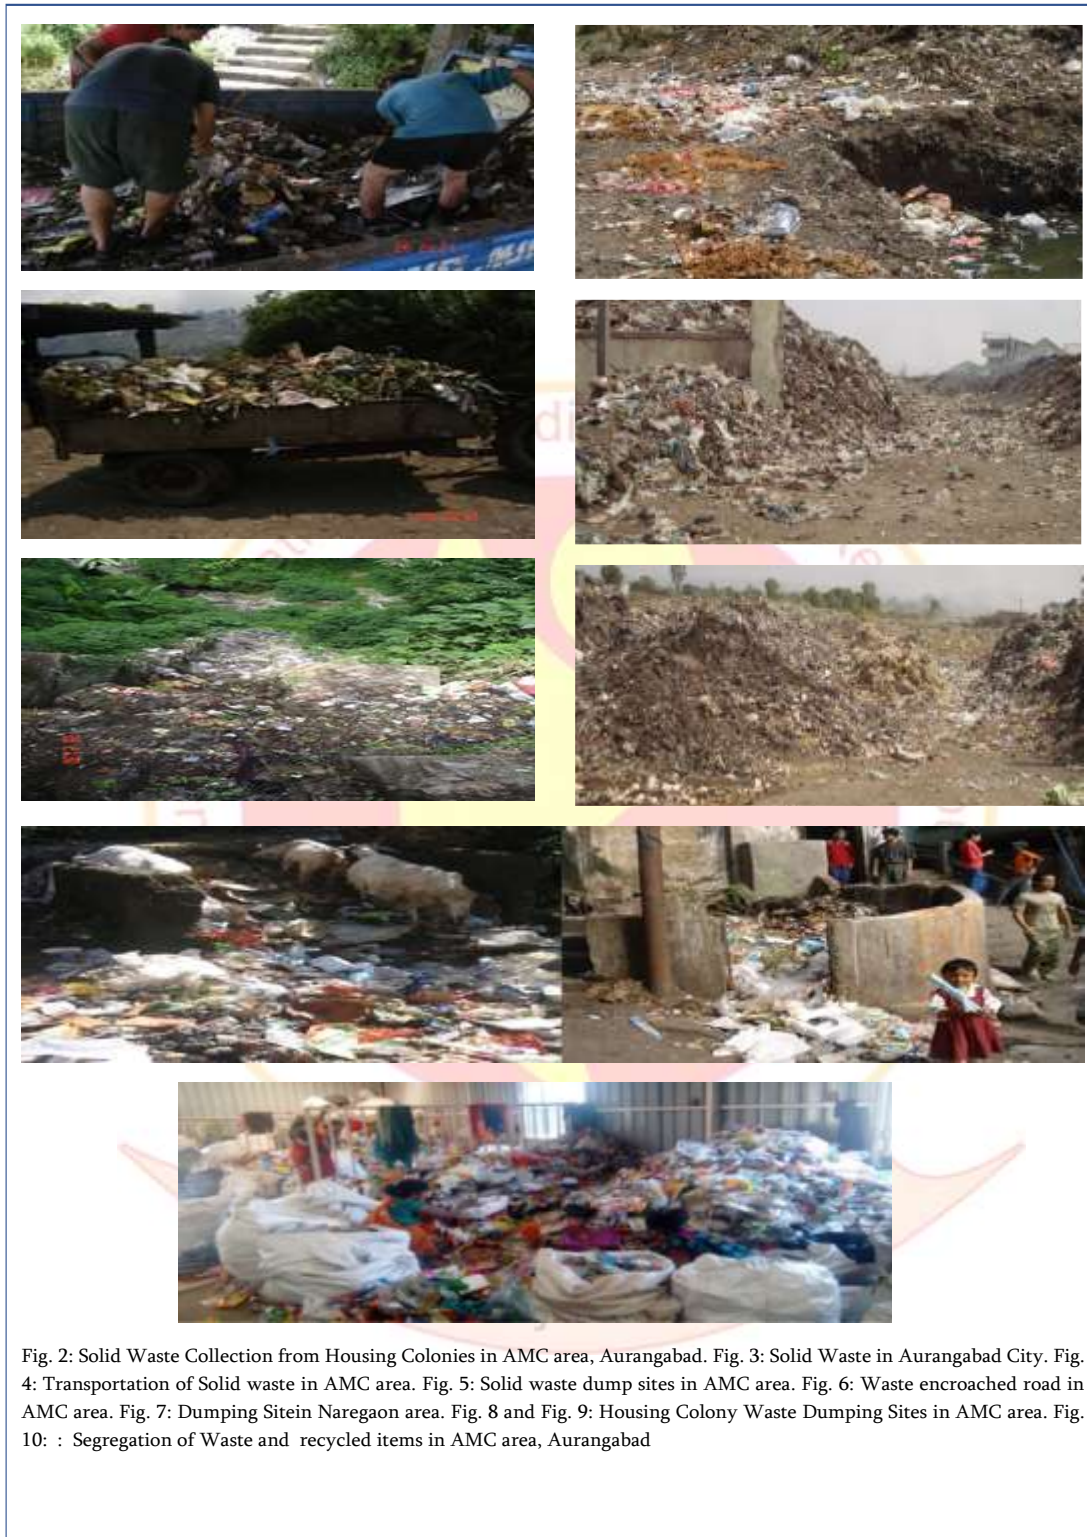 Fig. 2: Solid Waste Collection from Housing Colonies in AMC area, Aurangabad. Fig. 3: Solid Waste in Aurangabad City. Fig.
4: Transportation of Solid waste in AMC area. Fig. 5: Solid waste dump sites in AMC area. Fig. 6: Waste encroached road in
AMC area. Fig. 7: Dumping Sitein Naregaon area. Fig. 8 and Fig. 9: Housing Colony Waste Dumping Sites in AMC area. Fig.
10: : Segregation of Waste and recycled items in AMC area, Aurangabad